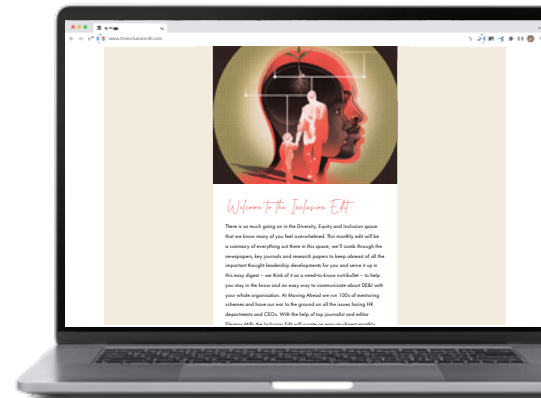 www.theinclusionedit.com
Welcome to the Inclusion Edit
There is so much going on in the Diversity, Equity and Inclusion space
that we know many of you feel overwhelmed. This monthly edit will be
a summary of everything out there in this space; we'll comb through the
newspapers, key journals and research papers to keep abreast of all the
important thought-leadership developments for you and serve it up in
this easy digest – we think of it as a need-to-know nutribullet – to help
you stay in the know and an easy way to communicate about DE&I with
your whole organisation. At Moving Ahead we run 100s of mentoring
schemes and have our ear to the ground on all the issues facing HR
departments and CEOs. With the help of top journalist and editor
Eleanor Mills the Inclusion Edit will create an easy-to-digest monthly